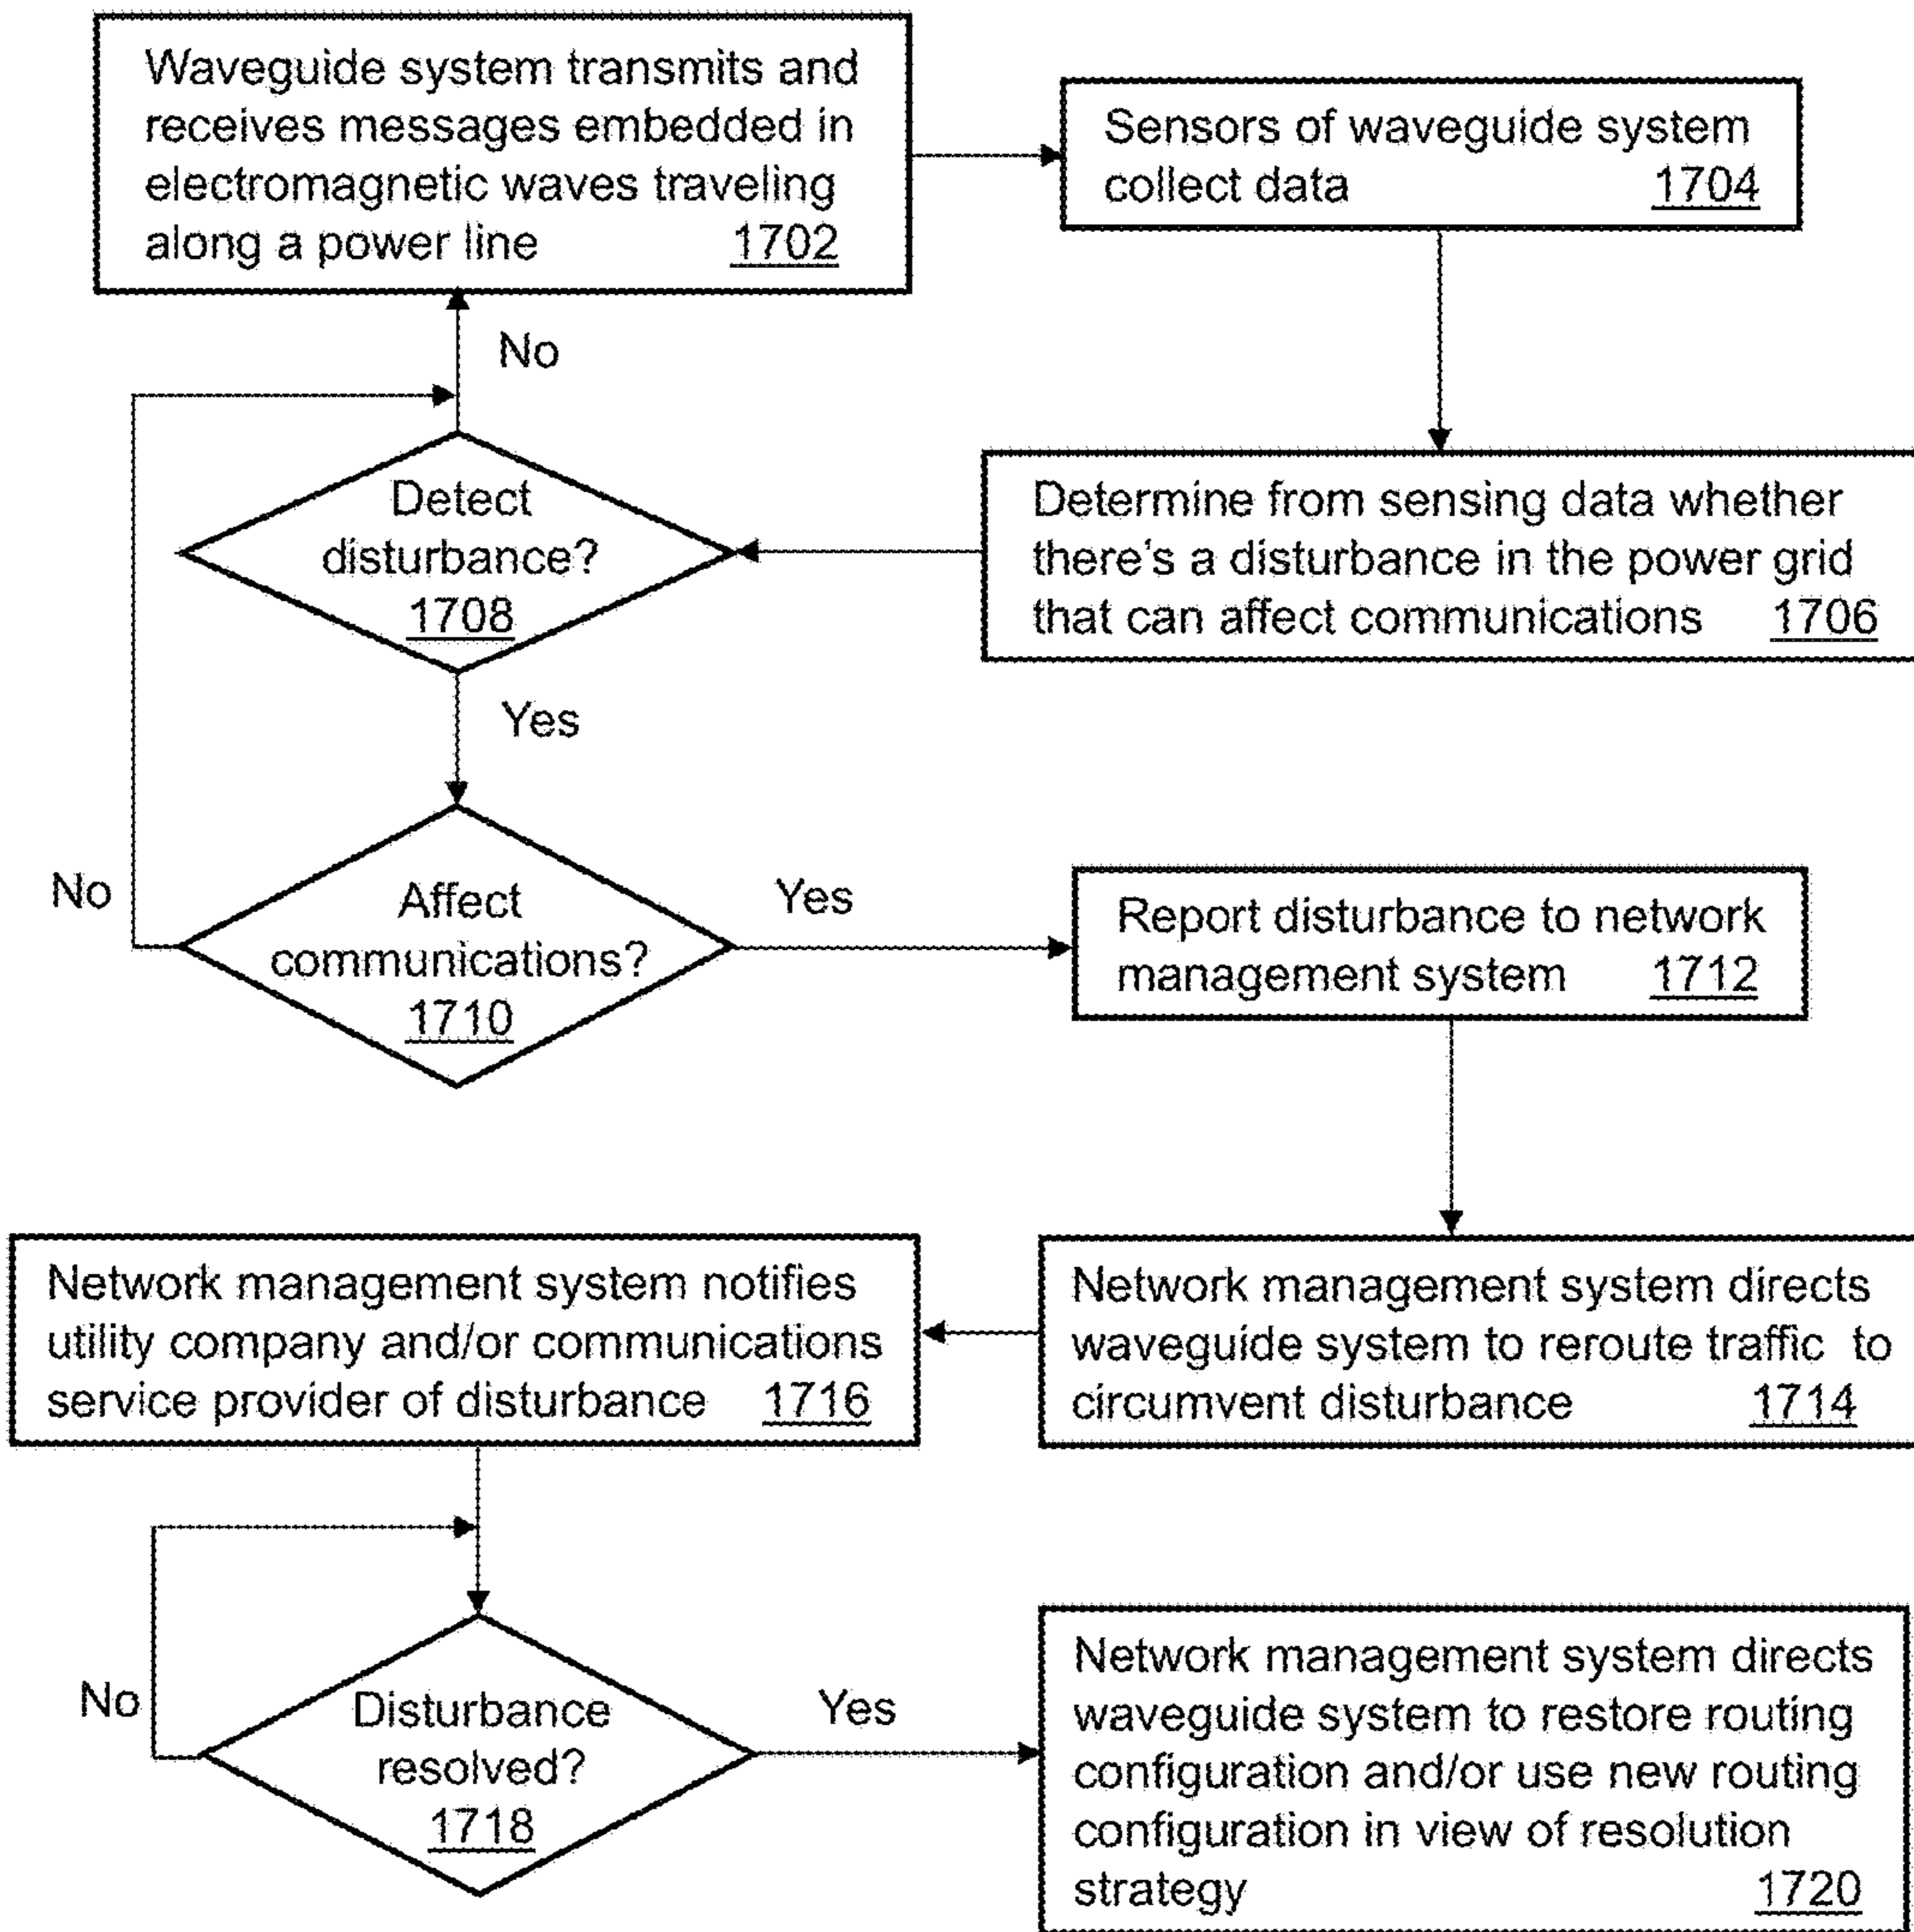 Waveguide system transmits and
receives messages embedded in
electromagnetic waves traveling
along a power line 1702
Sensors of waveguide system
collect data 1704
No
Detect
disturbance?
1708
Determine from sensing data whether
there's a disturbance in the power grid
that can affect communications 1706
Yes
No
Affect
communications?
1710
Yes
Report disturbance to network
management system 1712
Network management system notifies
utility company and/or communications
service provider of disturbance 1716
Network management system directs
waveguide system to reroute traffic to
circumvent disturbance 1714
No
Disturbance
resolved?
1718
Yes
Network management system directs
waveguide system to restore routing
configuration and/or use new routing
configuration in view of resolution
strategy 1720